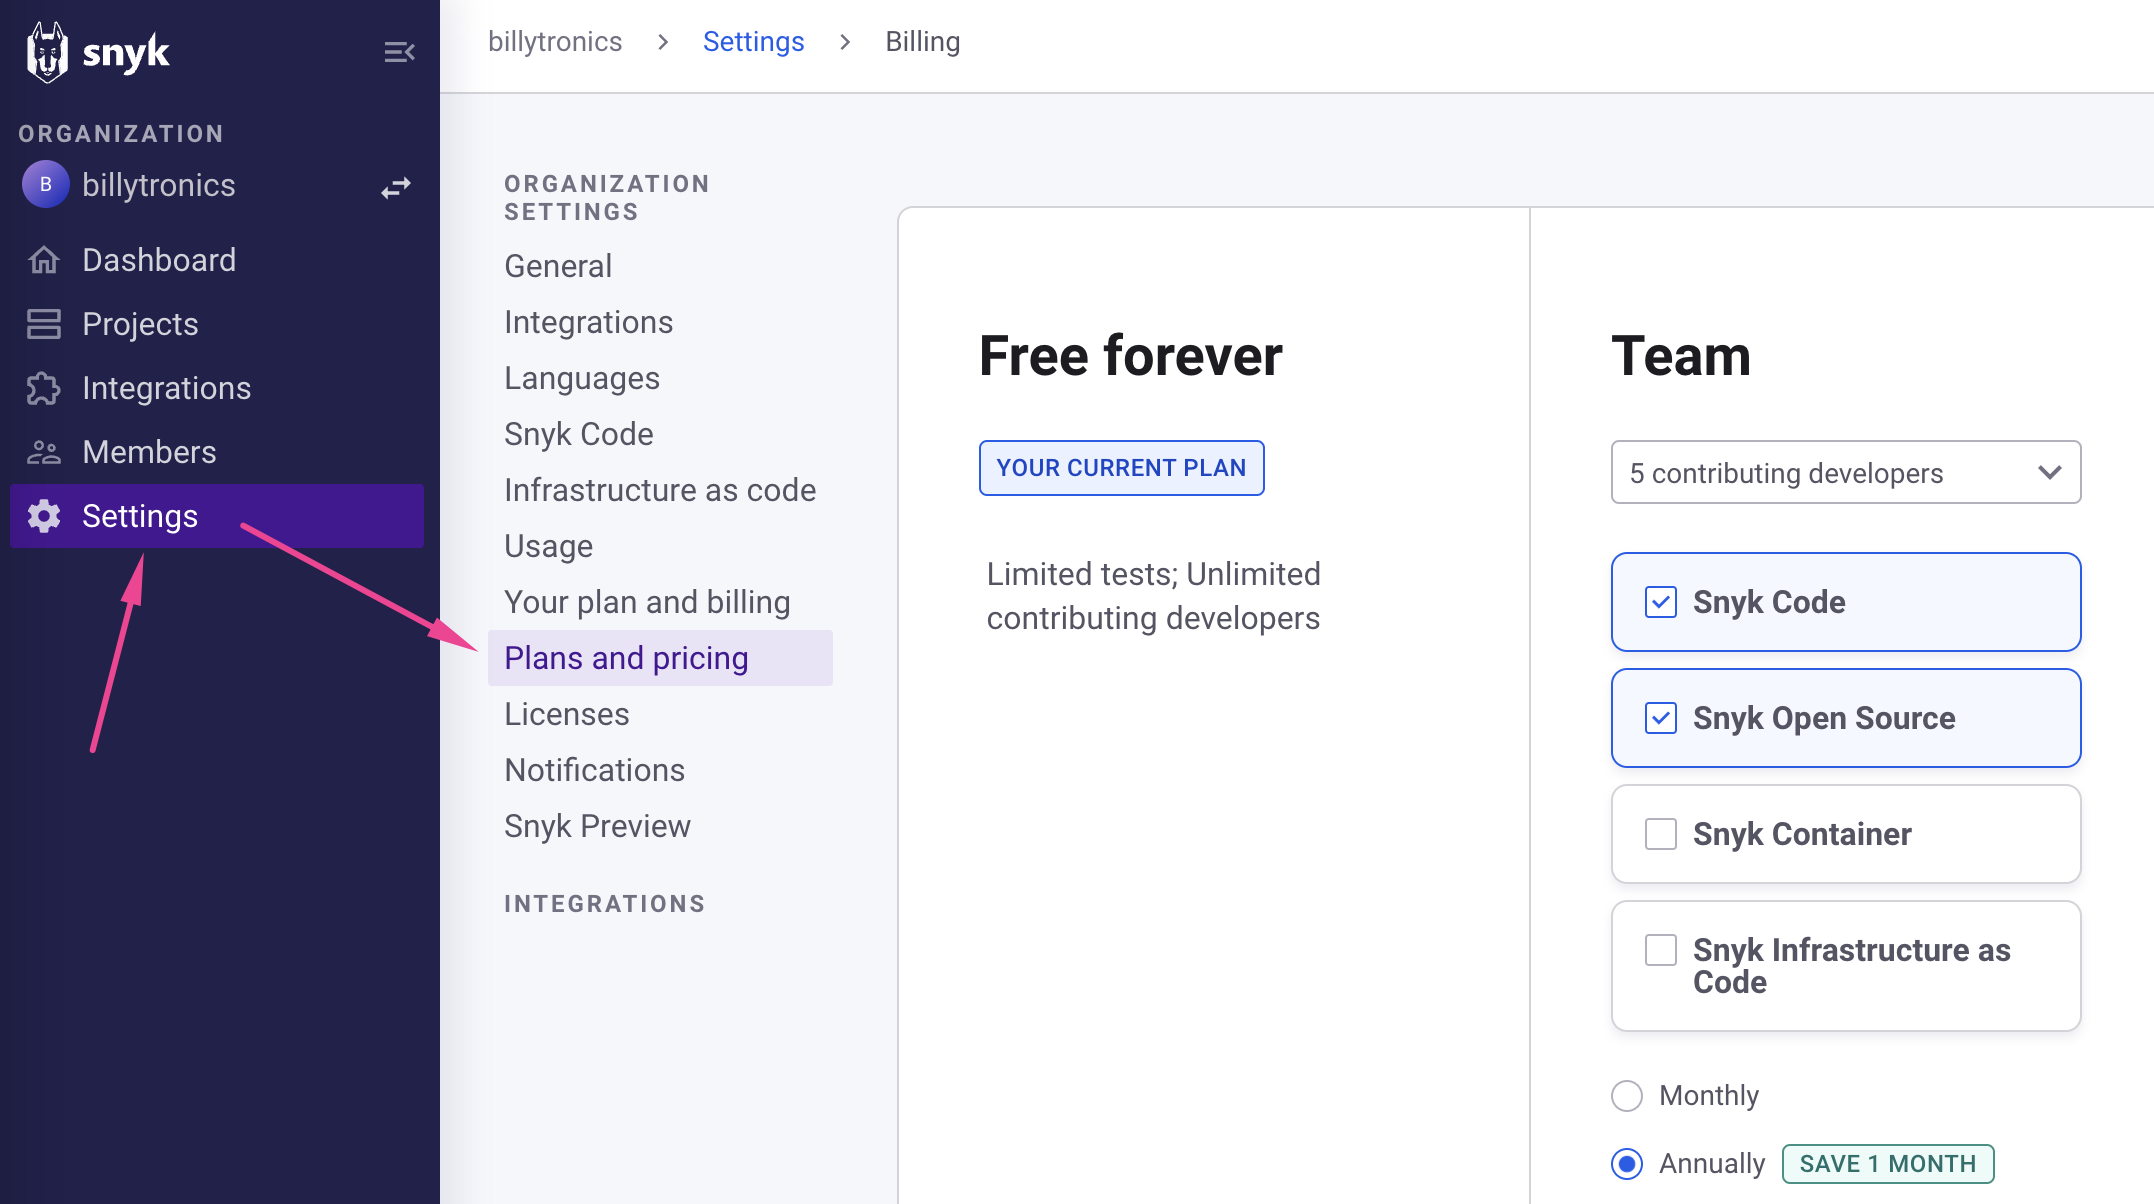 snyk
ORGANIZATION
B billytronics
Dashboard
Projects
Integrations
Members
Settings
billytronics > Settings > Billing
ORGANIZATION
SETTINGS
General
Integrations
Languages
Snyk Code
Infrastructure as code
Usage
Your plan and billing
Plans and pricing
Licenses
Notifications
Snyk Preview
INTEGRATIONS
Free forever
YOUR CURRENT PLAN
Limited tests; Unlimited
contributing developers
Team
5 contributing developers
Snyk Code
Snyk Open Source
Snyk Container
Snyk Infrastructure as
Code
Monthly
Annually SAVE 1 MONTH